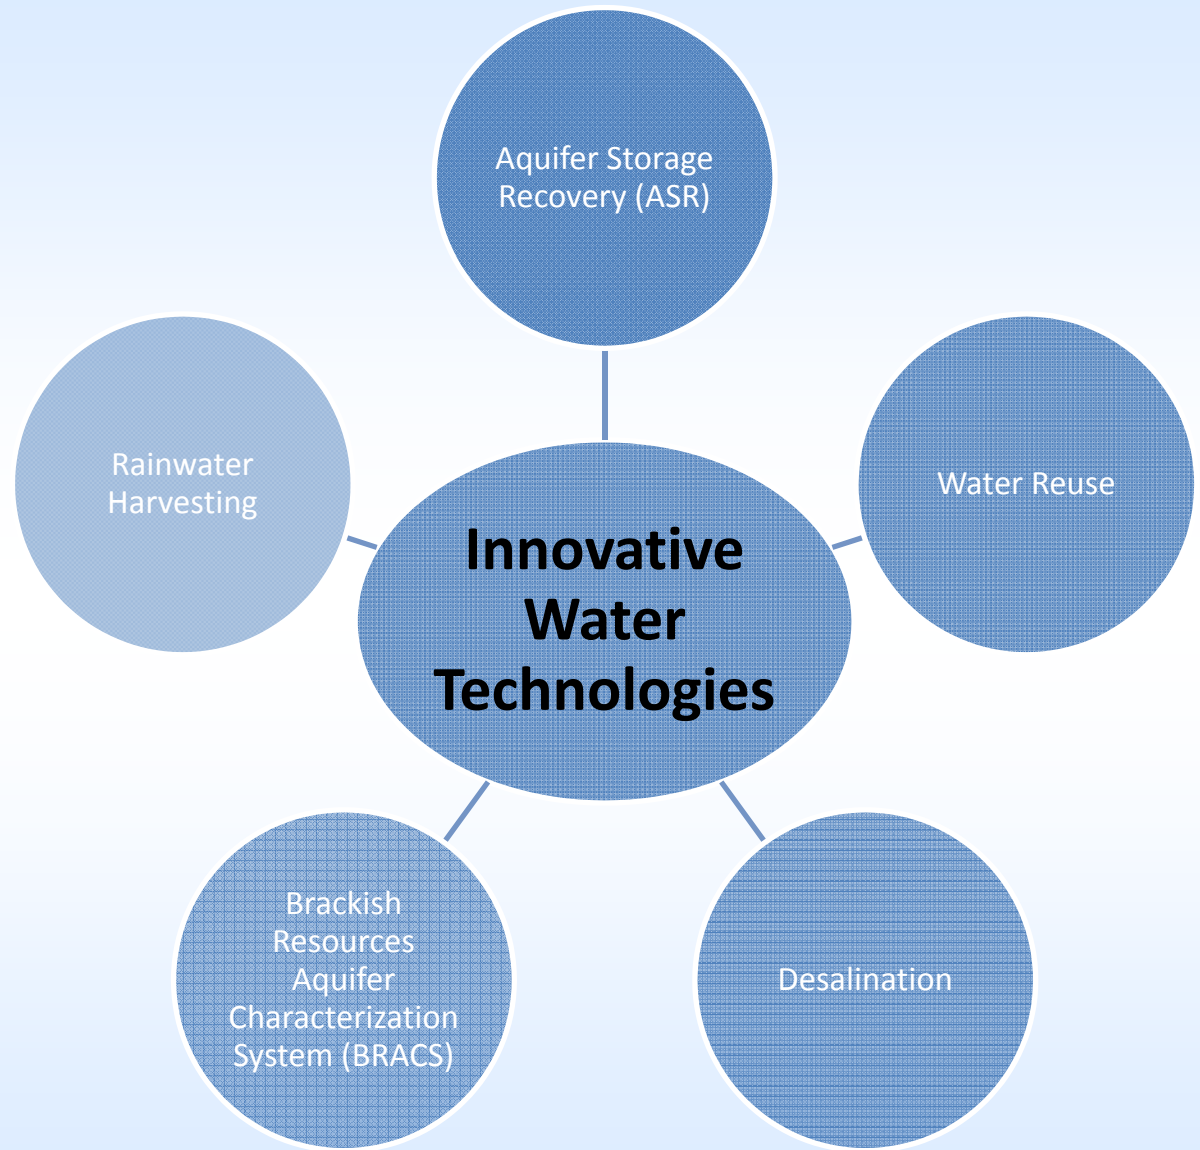 Aquifer Storage
Recovery (ASR)
Rainwater
Harvesting
Water Reuse
Innovative
Water
Technologies
Brackish
Resources
Aquifer
Characterization
System (BRACS)
Desalination